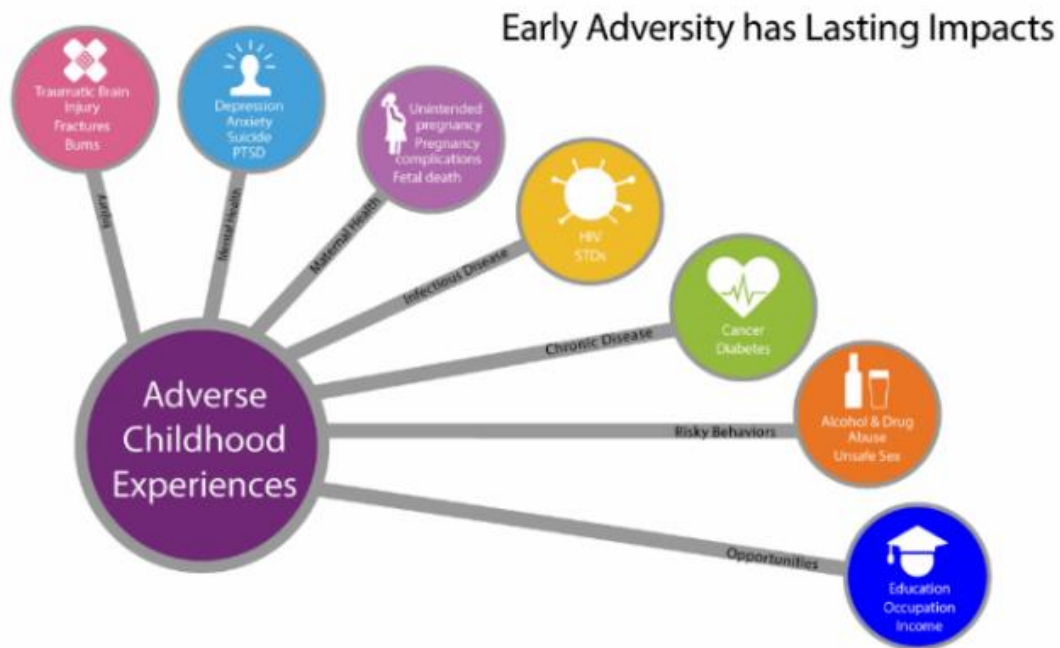 Early Adversity has Lasting Impacts
Traumatic Brain
Injury
Fractures
Burns
Injury
Depression
Anxiety
Suicide
PTSD
Mental Health
Unintended
pregnancy
Pregnancy
complications
Fetal death
Maternal Health
HIV
STDs
Infectious Disease
Cancer
Diabetes
Chronic Disease
Alcohol & Drug
Abuse
Unsafe Sex
Risky Behaviors
Education
Occupation
Income
Opportunities
Adverse
Childhood
Experiences